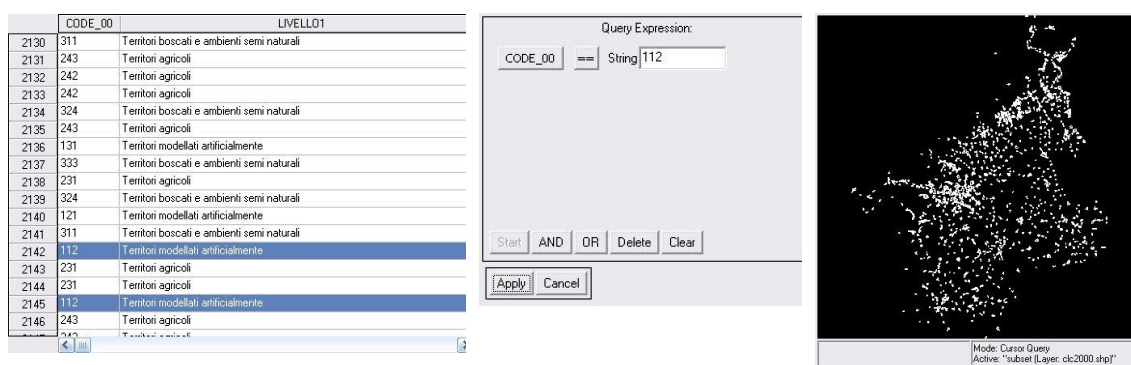 CODE_00 LIVELLO1
2130 311 Territori boscati e ambienti semi naturali
2131 243 Territori agricoli
2132 242 Territori agricoli
2133 242 Territori agricoli
2134 324 Territori boscati e ambienti semi naturali
2135 243 Territori agricoli
2136 131 Territori modellati artificialmente
2137 333 Territori boscati e ambienti semi naturali
2138 231 Territori agricoli
2139 324 Territori boscati e ambienti semi naturali
2140 121 Territori modellati artificialmente
2141 311 Territori boscati e ambienti semi naturali
2142 112 Territori modellati artificialmente
2143 231 Territori agricoli
2144 231 Territori agricoli
2145 112 Territori modellati artificialmente
2146 243 Territori agricoli
Query Expression:
CODE_00 == String 112
Start AND OR Delete Clear
Apply Cancel
Mode: Cursor Query
Active: "subset (Layer: clc2000.shp)"